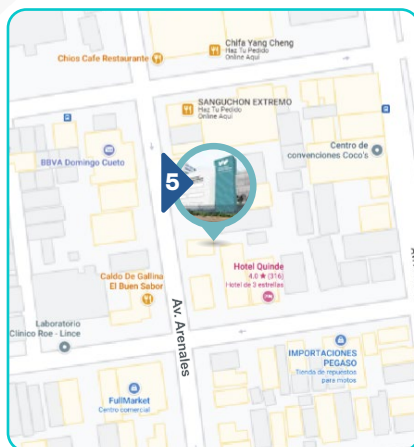 Chifa Yang Cheng
Haz Tu Pedido
Online Aquí
Chios Cafe Restaurante
SANGUCHON EXTREMO
Haz Tu Pedido
Online Aquí
Centro de
convenciones Coco's
BBVA Domingo Cueto
5
Hotel Quinde
4.0 ★ (316)
Hotel de 3 estrellas
Caldo De Gallina
El Buen Sabor
Av. Arenales
Laboratorio
Clínico Roe - Lince
IMPORTACIONES
PEGASO
Tienda de repuestos
para motos
FullMarket
Centro comercial